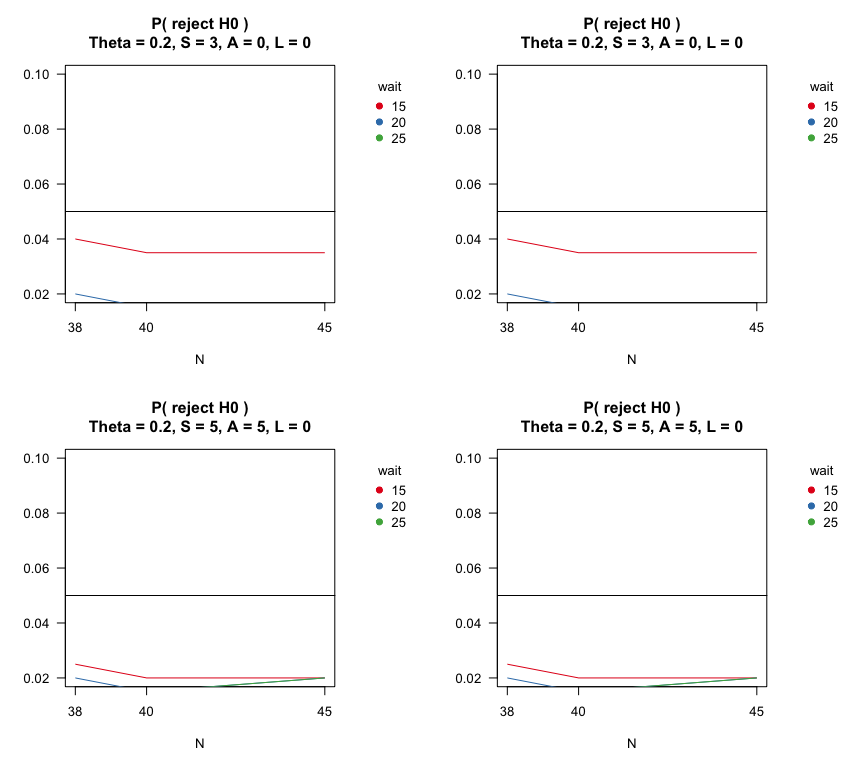 P( reject H0 )
Theta = 0.2, S = 3, A = 0, L = 0
0.10
0.08
0.06
0.04
0.02
38
40
45
N
wait
15
20
25
P( reject H0 )
Theta = 0.2, S = 3, A = 0, L = 0
0.10
0.08
0.06
0.04
0.02
38
40
45
N
wait
15
20
25
P( reject H0 )
Theta = 0.2, S = 5, A = 5, L = 0
0.10
0.08
0.06
0.04
0.02
38
40
45
N
wait
15
20
25
P( reject H0 )
Theta = 0.2, S = 5, A = 5, L = 0
0.10
0.08
0.06
0.04
0.02
38
40
45
N
wait
15
20
25